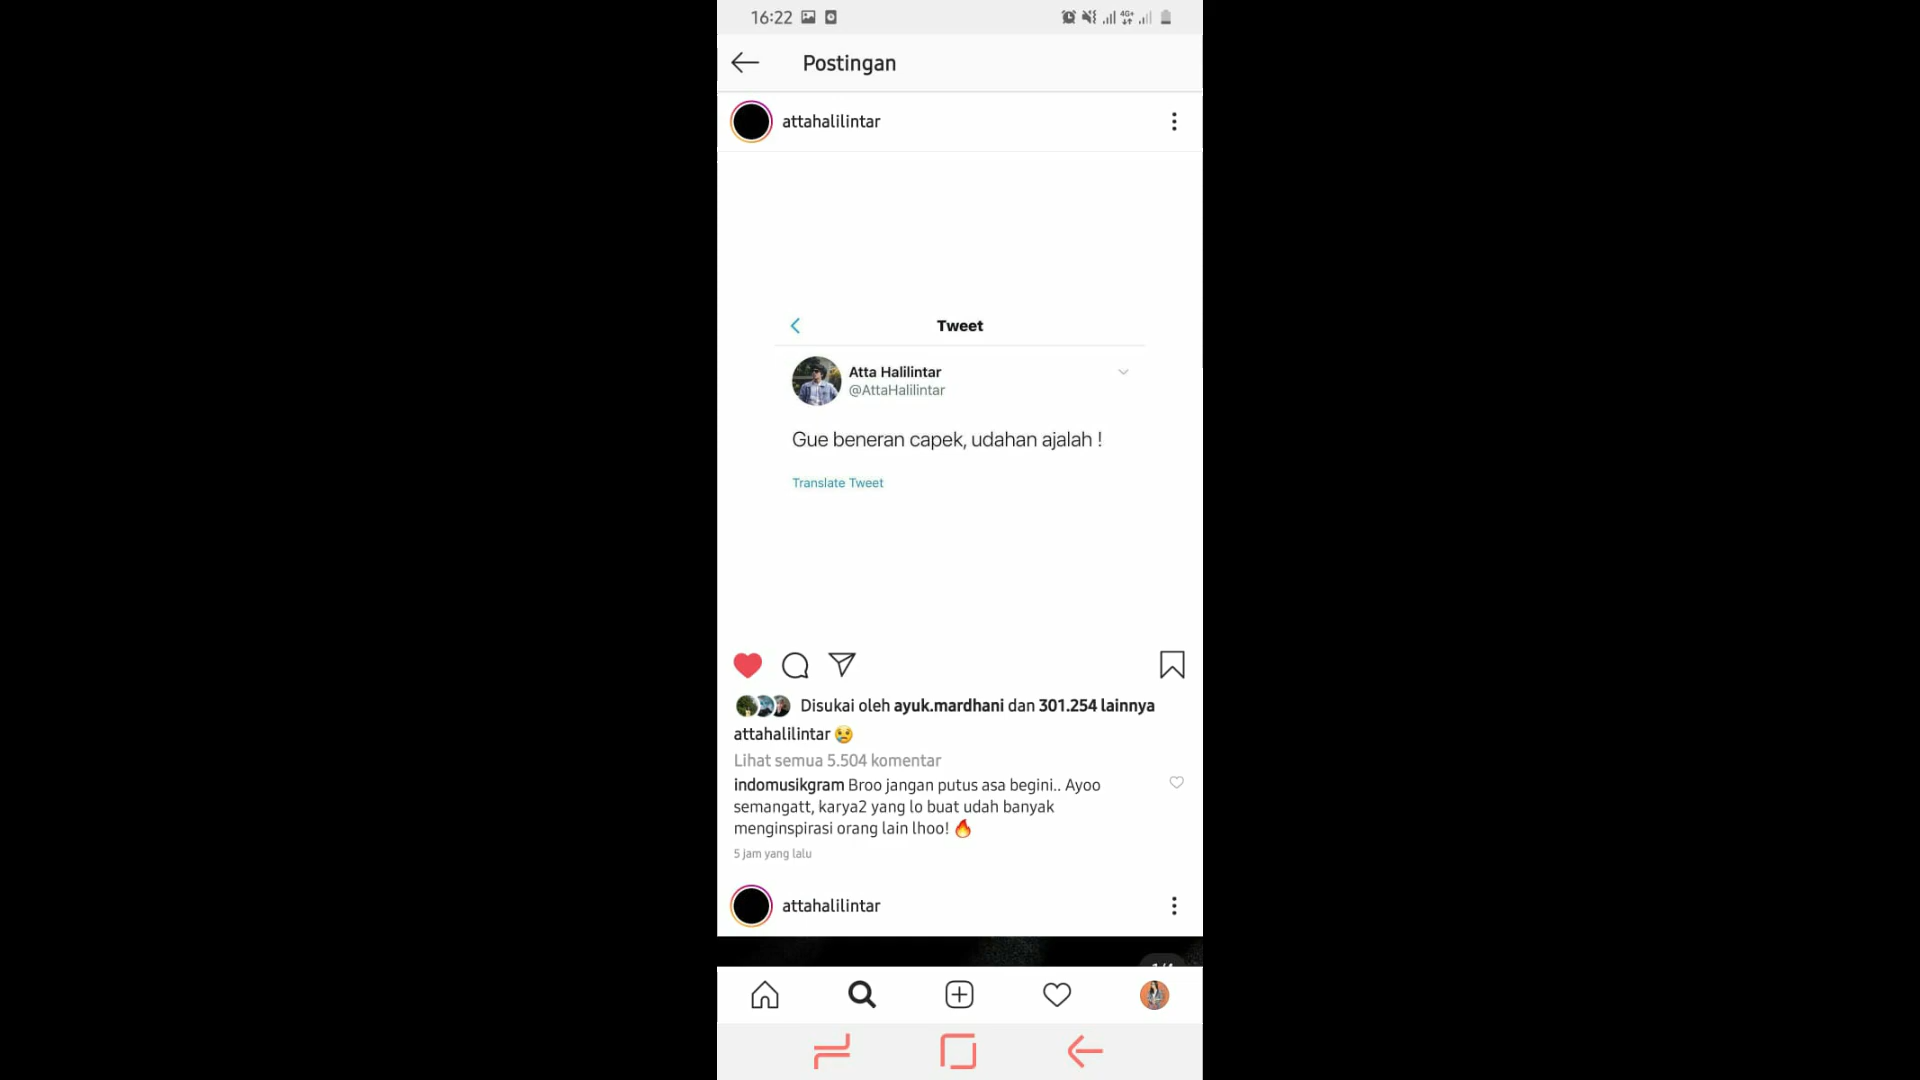 16:22
4G+
Postingan
attahalilintar
Tweet
Atta Halilintar
@AttaHalilintar
Gue beneran capek, udahan ajalah !
Translate Tweet
Disukai oleh ayuk.mardhani dan 301.254 lainnya
attahalilintar 😢
Lihat semua 5.504 komentar
indomusikgram Broo jangan putus asa begini.. Ayoo
semangatt, karya2 yang lo buat udah banyak
menginspirasi orang lain lhoo! 🔥
5 jam yang lalu
attahalilintar